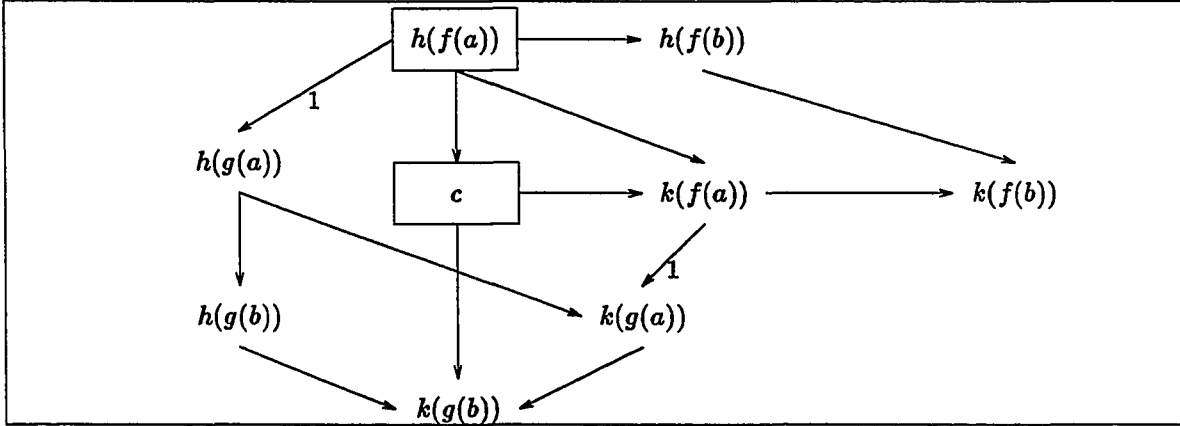 h(f(a)) h(f(b))
1
h(g(a))
c k(f(a)) k(f(b))
1
h(g(b)) k(g(a))
k(g(b))